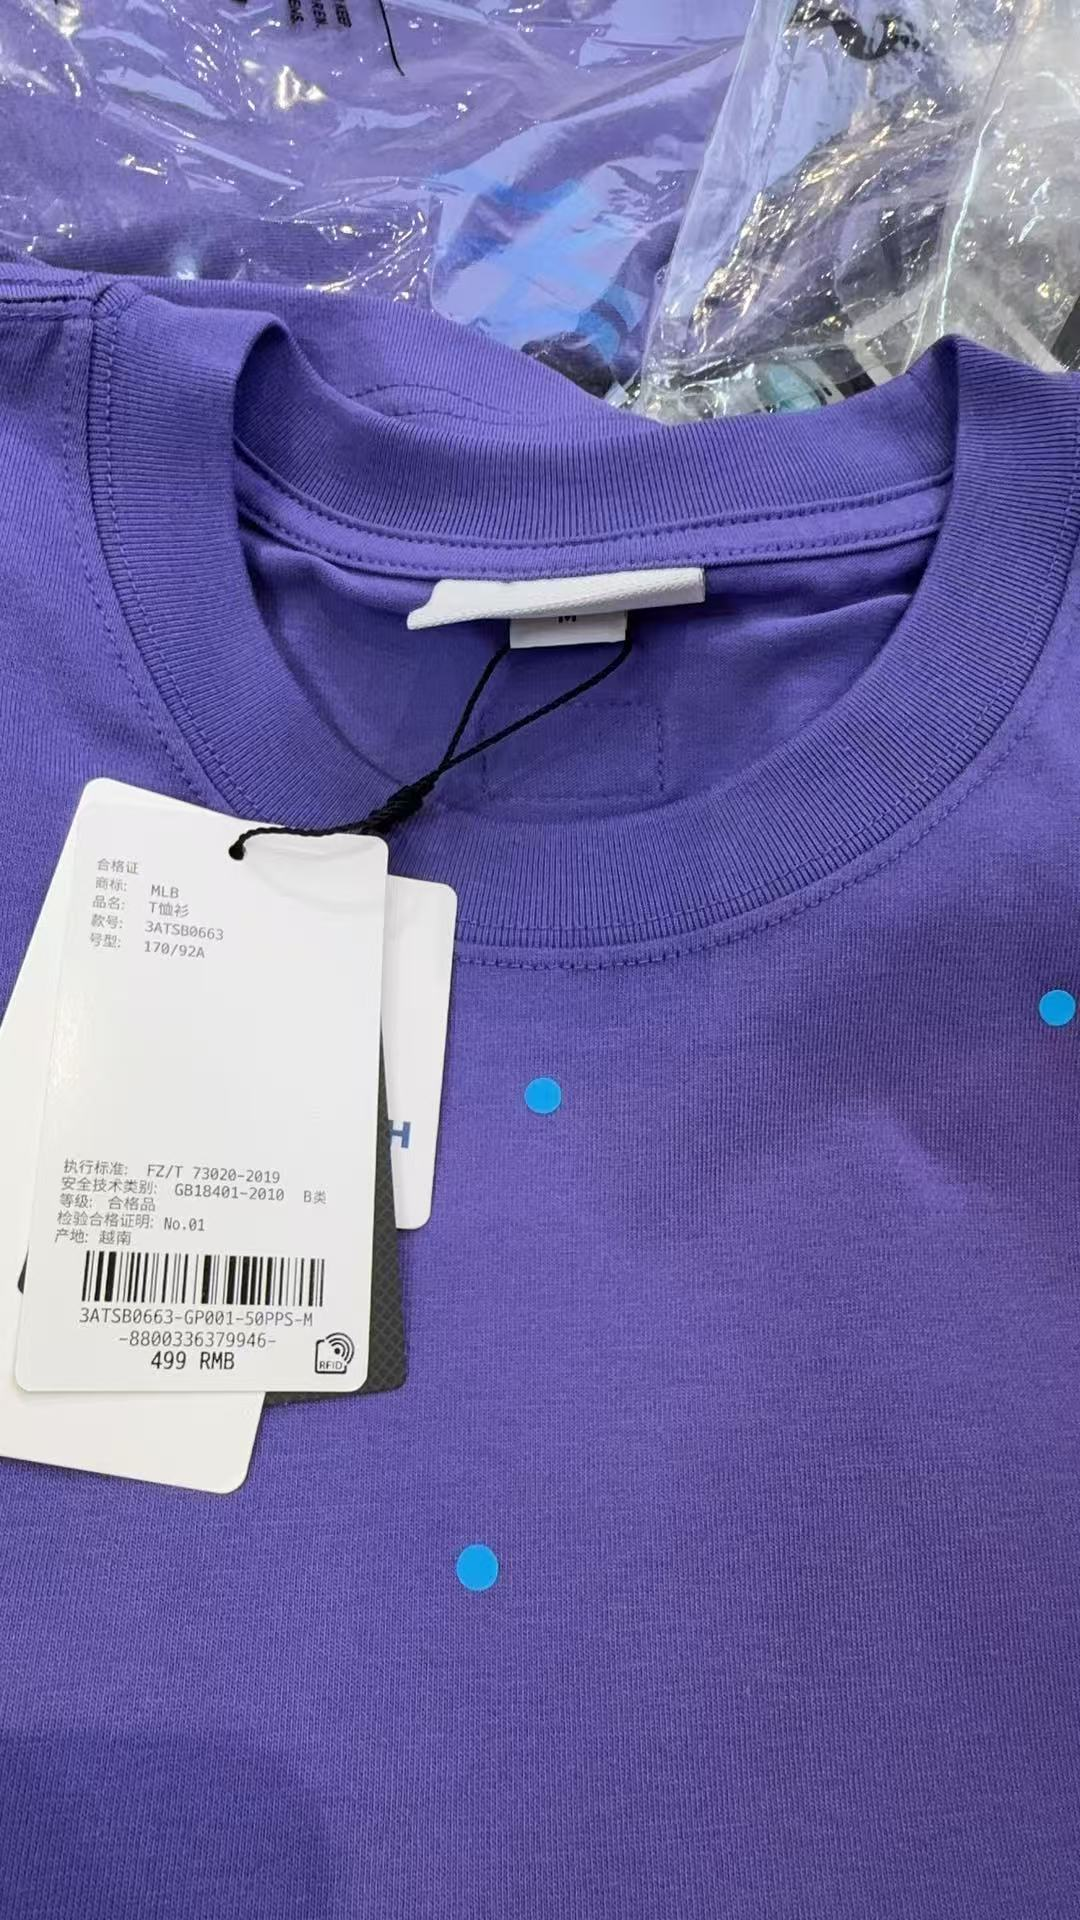 KEEP
REN.
ENS.
M
合格证
商标: MLB
品名: T恤衫
款号: 3ATSB0663
号型: 170/92A
H
执行标准: FZ/T 73020-2019
安全技术类别: GB18401-2010 B类
等级: 合格品
检验合格证明: No.01
产地: 越南
3ATSB0663-GP001-50PPS-M
-8800336379946-
499 RMB
RFID